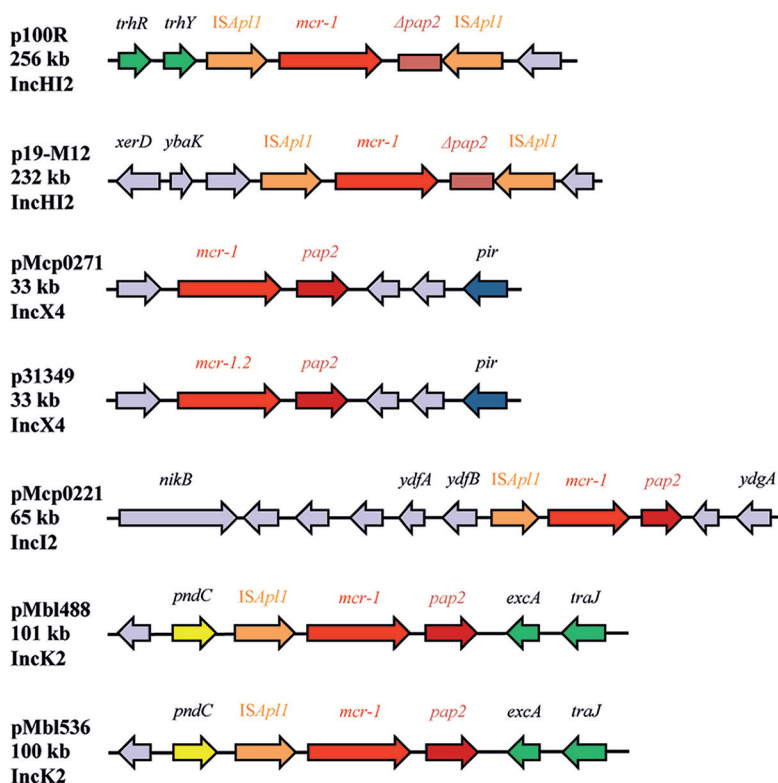 p100R
256 kb
IncHI2
trhR trhY ISApl1 mcr-1 Δpap2 ISApl1
p19-M12
232 kb
IncHI2
xerD ybaK ISApl1 mcr-1 Δpap2 ISApl1
pMcp0271
33 kb
IncX4
mcr-1 pap2 pir
p31349
33 kb
IncX4
mcr-1.2 pap2 pir
pMcp0221
65 kb
IncI2
nikB ydfA ydfB ISApl1 mcr-1 pap2 ydgA
pMbl488
101 kb
IncK2
pndC ISApl1 mcr-1 pap2 excA traJ
pMbl536
100 kb
IncK2
pndC ISApl1 mcr-1 pap2 excA traJ